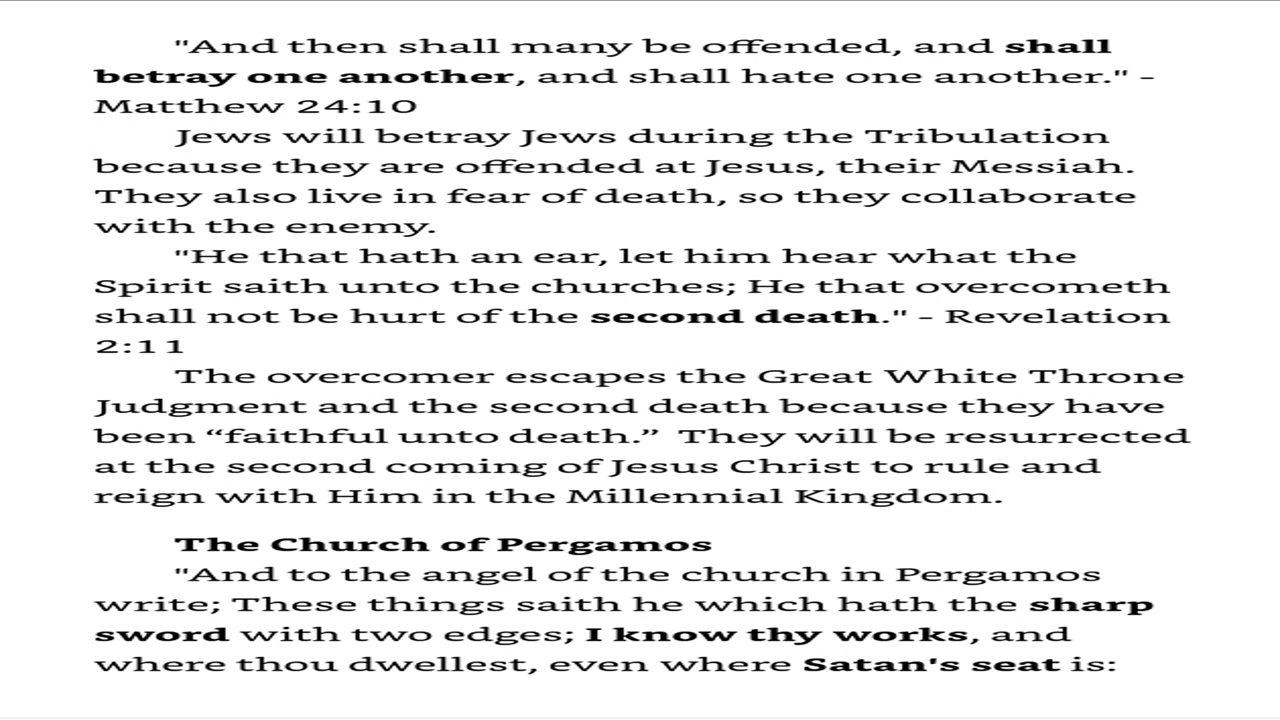 "And then shall many be offended, and shall
betray one another, and shall hate one another." –
Matthew 24:10
Jews will betray Jews during the Tribulation
because they are offended at Jesus, their Messiah.
They also live in fear of death, so they collaborate
with the enemy.
"He that hath an ear, let him hear what the
Spirit saith unto the churches; He that overcometh
shall not be hurt of the second death." – Revelation
2:11
The overcomer escapes the Great White Throne
Judgment and the second death because they have
been “faithful unto death.”  They will be resurrected
at the second coming of Jesus Christ to rule and
reign with Him in the Millennial Kingdom.
The Church of Pergamos
"And to the angel of the church in Pergamos
write; These things saith he which hath the sharp
sword with two edges; I know thy works, and
where thou dwellest, even where Satan's seat is: